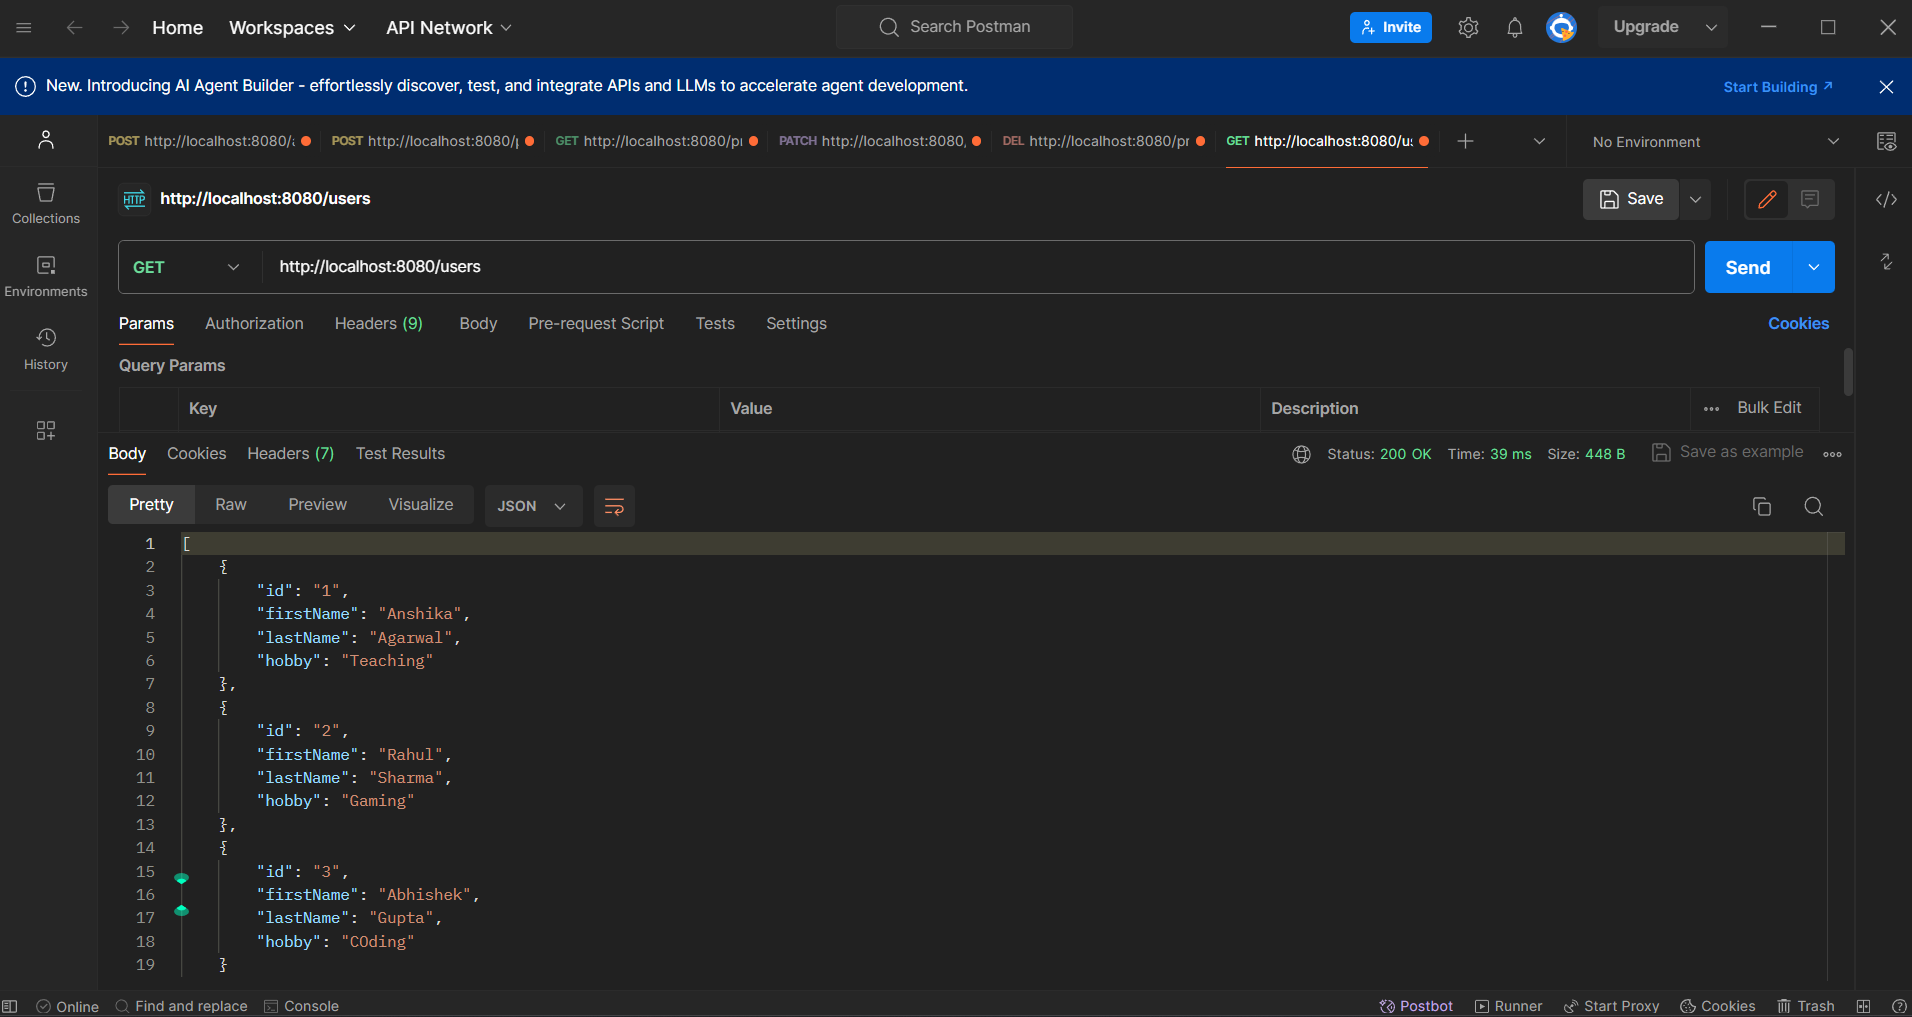 Home Workspaces API Network Search Postman Invite Upgrade
New. Introducing AI Agent Builder - effortlessly discover, test, and integrate APIs and LLMs to accelerate agent development. Start Building
POST http://localhost:8080/ POST http://localhost:8080/p GET http://localhost:8080/pr PATCH http://localhost:8080, DEL http://localhost:8080/pr GET http://localhost:8080/us No Environment
HTTP http://localhost:8080/users Save
Collections
GET http://localhost:8080/users Send
Environments
Params Authorization Headers (9) Body Pre-request Script Tests Settings Cookies
History
Query Params
Key Value Description Bulk Edit
Body Cookies Headers (7) Test Results Status: 200 OK Time: 39 ms Size: 448 B Save as example
Pretty Raw Preview Visualize JSON
1 [
2 {
3 "id": "1",
4 "firstName": "Anshika",
5 "lastName": "Agarwal",
6 "hobby": "Teaching"
7 },
8 {
9 "id": "2",
10 "firstName": "Rahul",
11 "lastName": "Sharma",
12 "hobby": "Gaming"
13 },
14 {
15 "id": "3",
16 "firstName": "Abhishek",
17 "lastName": "Gupta",
18 "hobby": "COding"
19 }
Online Find and replace Console Postbot Runner Start Proxy Cookies Trash